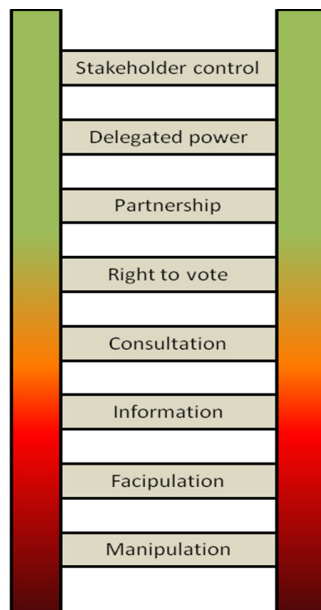 Stakeholder control
Delegated power
Partnership
Right to vote
Consultation
Information
Facipulation
Manipulation